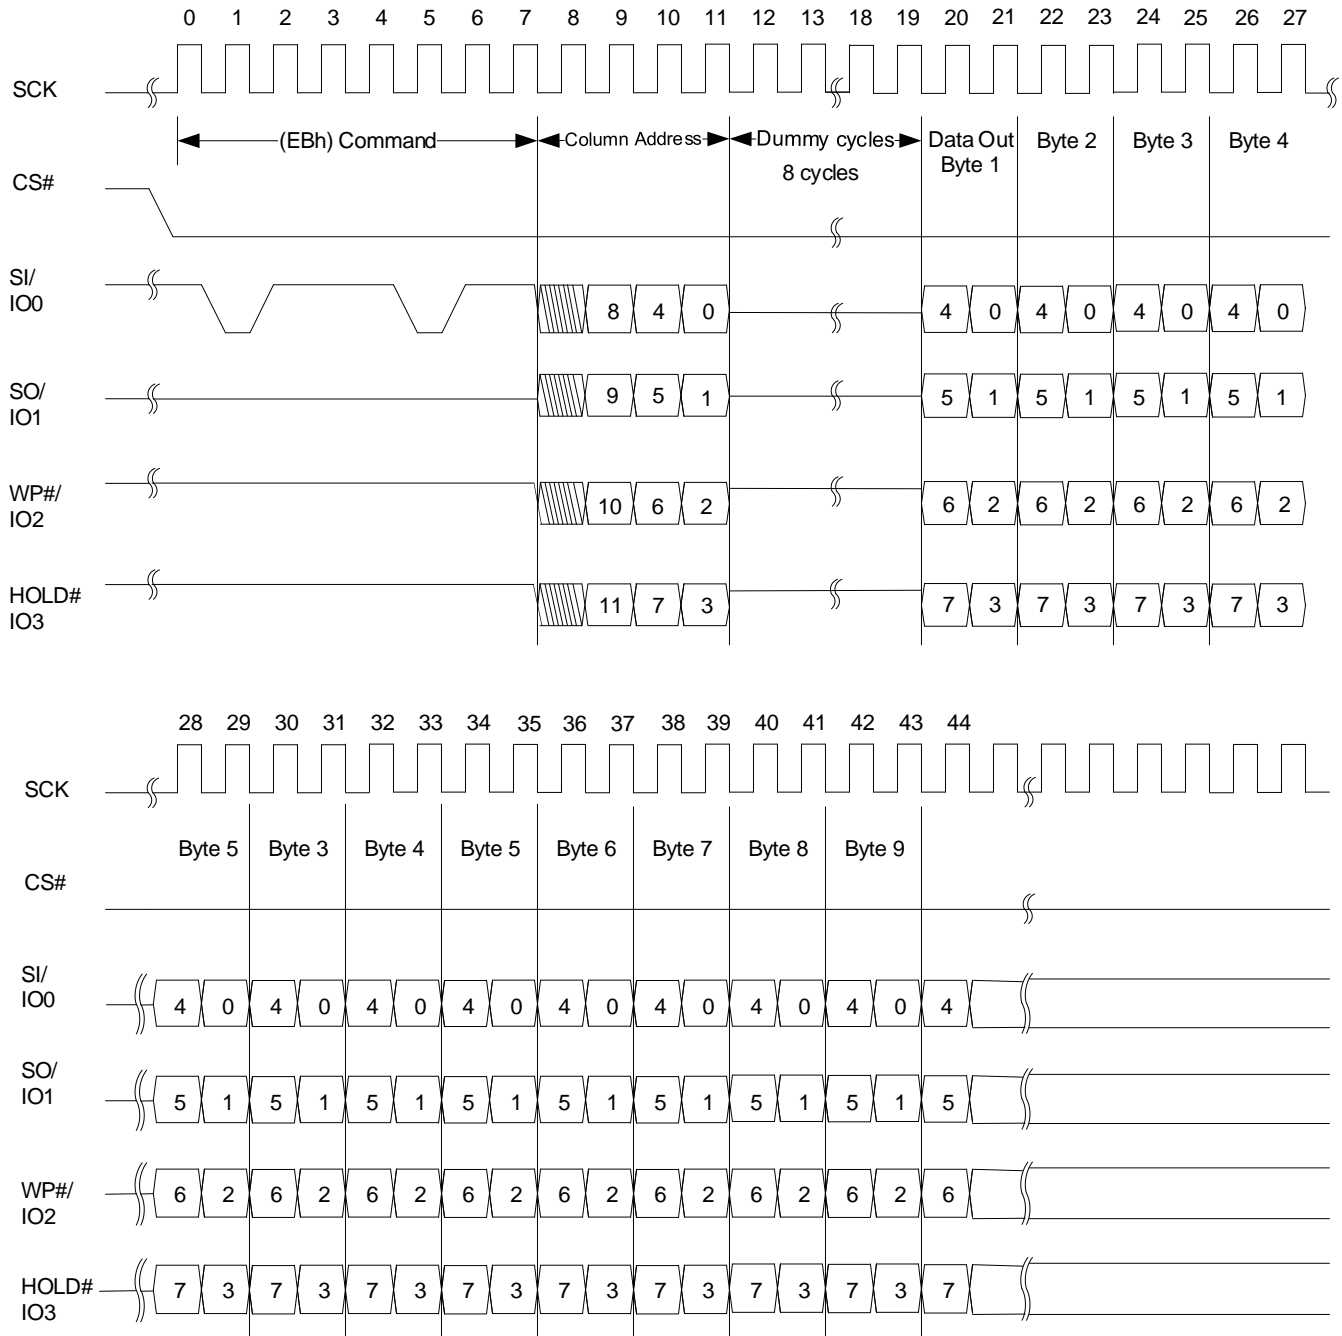 0 1 2 3 4 5 6 7 8 9 10 11 12 13 18 19 20 21 22 23 24 25 26 27
SCK
(EBh) Command Column Address Dummy cycles Data Out Byte 2 Byte 3 Byte 4
8 cycles Byte 1
CS#
SI/
IO0 8 4 0 4 0 4 0 4 0 4 0
SO/
IO1 9 5 1 5 1 5 1 5 1 5 1
WP#/
IO2 10 6 2 6 2 6 2 6 2 6 2
HOLD#
IO3 11 7 3 7 3 7 3 7 3 7 3
28 29 30 31 32 33 34 35 36 37 38 39 40 41 42 43 44
SCK
Byte 5 Byte 3 Byte 4 Byte 5 Byte 6 Byte 7 Byte 8 Byte 9
CS#
SI/
IO0 4 0 4 0 4 0 4 0 4 0 4 0 4 0 4 0 4
SO/
IO1 5 1 5 1 5 1 5 1 5 1 5 1 5 1 5 1 5
WP#/
IO2 6 2 6 2 6 2 6 2 6 2 6 2 6 2 6 2 6
HOLD#
IO3 7 3 7 3 7 3 7 3 7 3 7 3 7 3 7 3 7